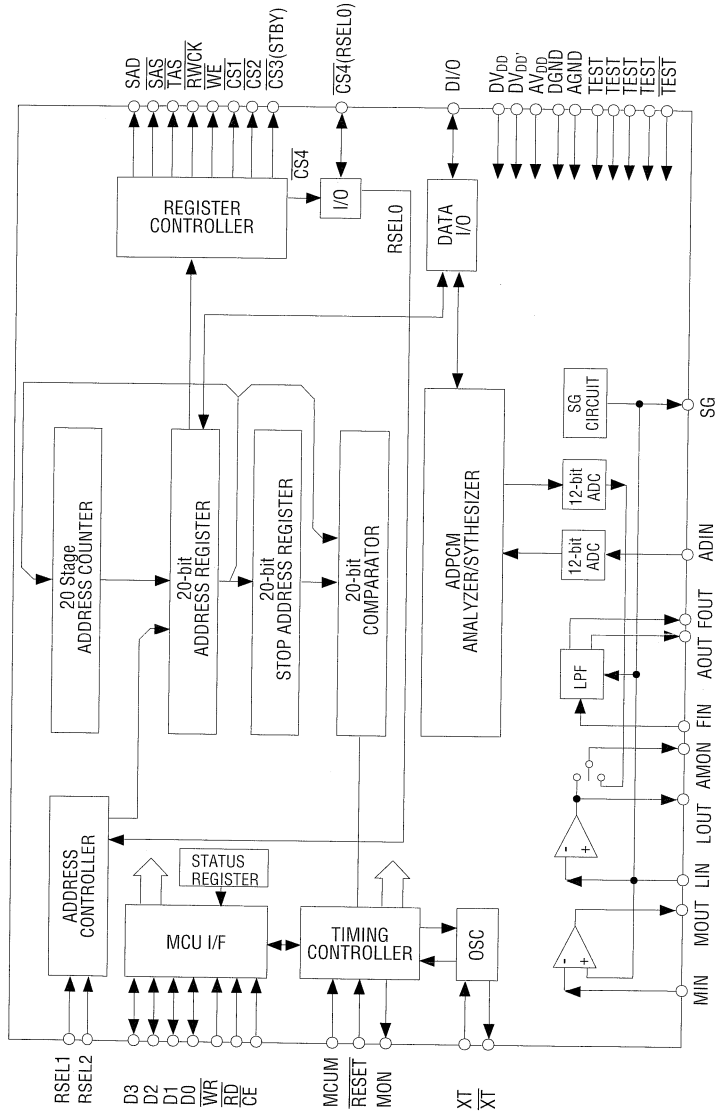 SAD
SAS
TAS
RWCK
WE
CS1
CS2
CS3(STBY)
CS4(RSEL0)
DI/O
DVDD
DVDD'
AVDD
DGND
AGND
TEST
TEST
TEST
TEST
TEST
REGISTER
CONTROLLER
CS4
I/O
RSEL0
DATA
I/O
20 Stage
ADDRESS COUNTER
20-bit
ADDRESS REGISTER
20-bit
STOP ADDRESS REGISTER
20-bit
COMPARATOR
ADPCM
ANALYZER/SYTHESIZER
SG
CIRCUIT
12-bit
ADC
12-bit
ADC
LPF
ADDRESS
CONTROLLER
STATUS
REGISTER
MCU I/F
TIMING
CONTROLLER
OSC
-
+
-
+
RSEL1
RSEL2
D3
D2
D1
D0
WR
RD
CE
MCUM
RESET
MON
XT
XT
MIN
MOUT
LIN
LOUT
AMON
FIN
AOUT
FOUT
ADIN
SG